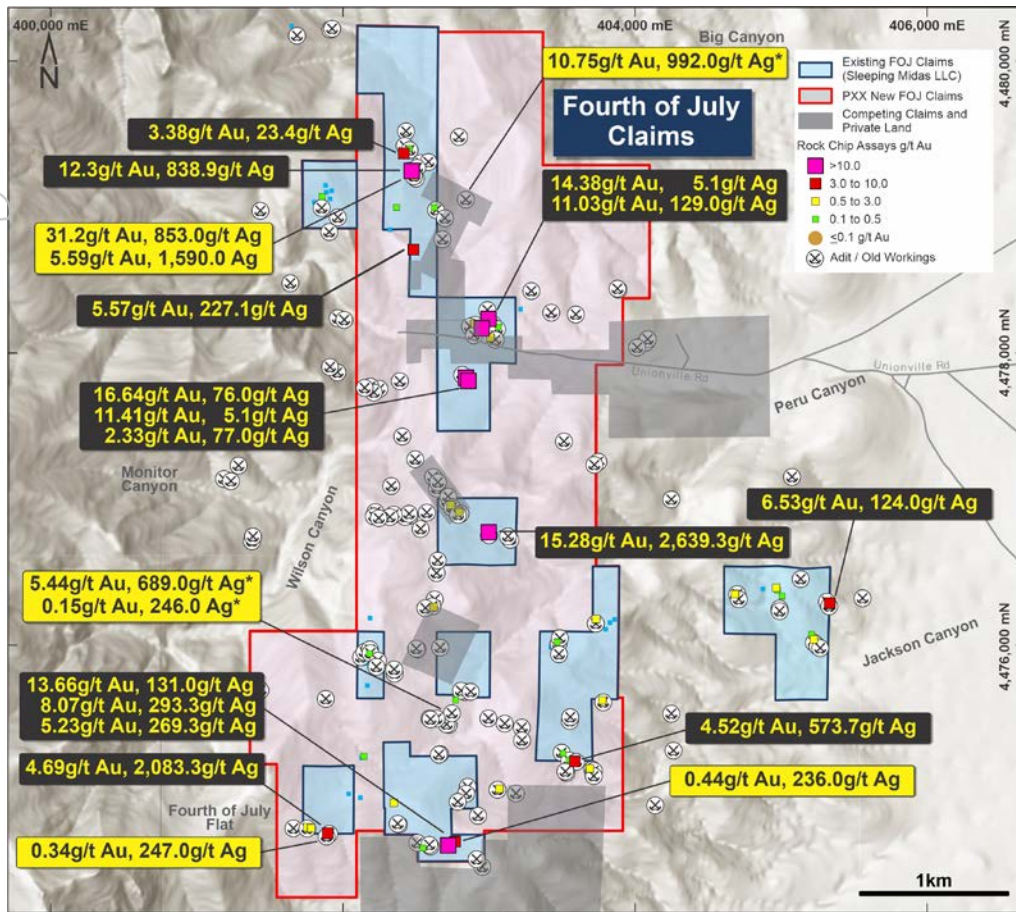 400,000 mE
404,000 mE
406,000 mE
N
Big Canyon
4,480,000 mN
10.75g/t Au, 992.0g/t Ag*
Fourth of July
Claims
Existing FOJ Claims
(Sleeping Midas LLC)
PXX New FOJ Claims
Competing Claims and
Private Land
Rock Chip Assays g/t Au
>10.0
3.0 to 10.0
0.5 to 3.0
0.1 to 0.5
≤0.1 g/t Au
Adit / Old Workings
3.38g/t Au, 23.4g/t Ag
12.3g/t Au, 838.9g/t Ag
14.38g/t Au, 5.1g/t Ag
11.03g/t Au, 129.0g/t Ag
31.2g/t Au, 853.0g/t Ag
5.59g/t Au, 1,590.0 Ag
5.57g/t Au, 227.1g/t Ag
4,478,000 mN
Unionville Rd
Unionville Rd
Peru Canyon
16.64g/t Au, 76.0g/t Ag
11.41g/t Au, 5.1g/t Ag
2.33g/t Au, 77.0g/t Ag
Monitor
Canyon
Wilson Canyon
6.53g/t Au, 124.0g/t Ag
15.28g/t Au, 2,639.3g/t Ag
5.44g/t Au, 689.0g/t Ag*
0.15g/t Au, 246.0 Ag*
Jackson Canyon
4,476,000 mN
13.66g/t Au, 131.0g/t Ag
8.07g/t Au, 293.3g/t Ag
5.23g/t Au, 269.3g/t Ag
4.52g/t Au, 573.7g/t Ag
4.69g/t Au, 2,083.3g/t Ag
0.44g/t Au, 236.0g/t Ag
Fourth of July
Flat
0.34g/t Au, 247.0g/t Ag
1km